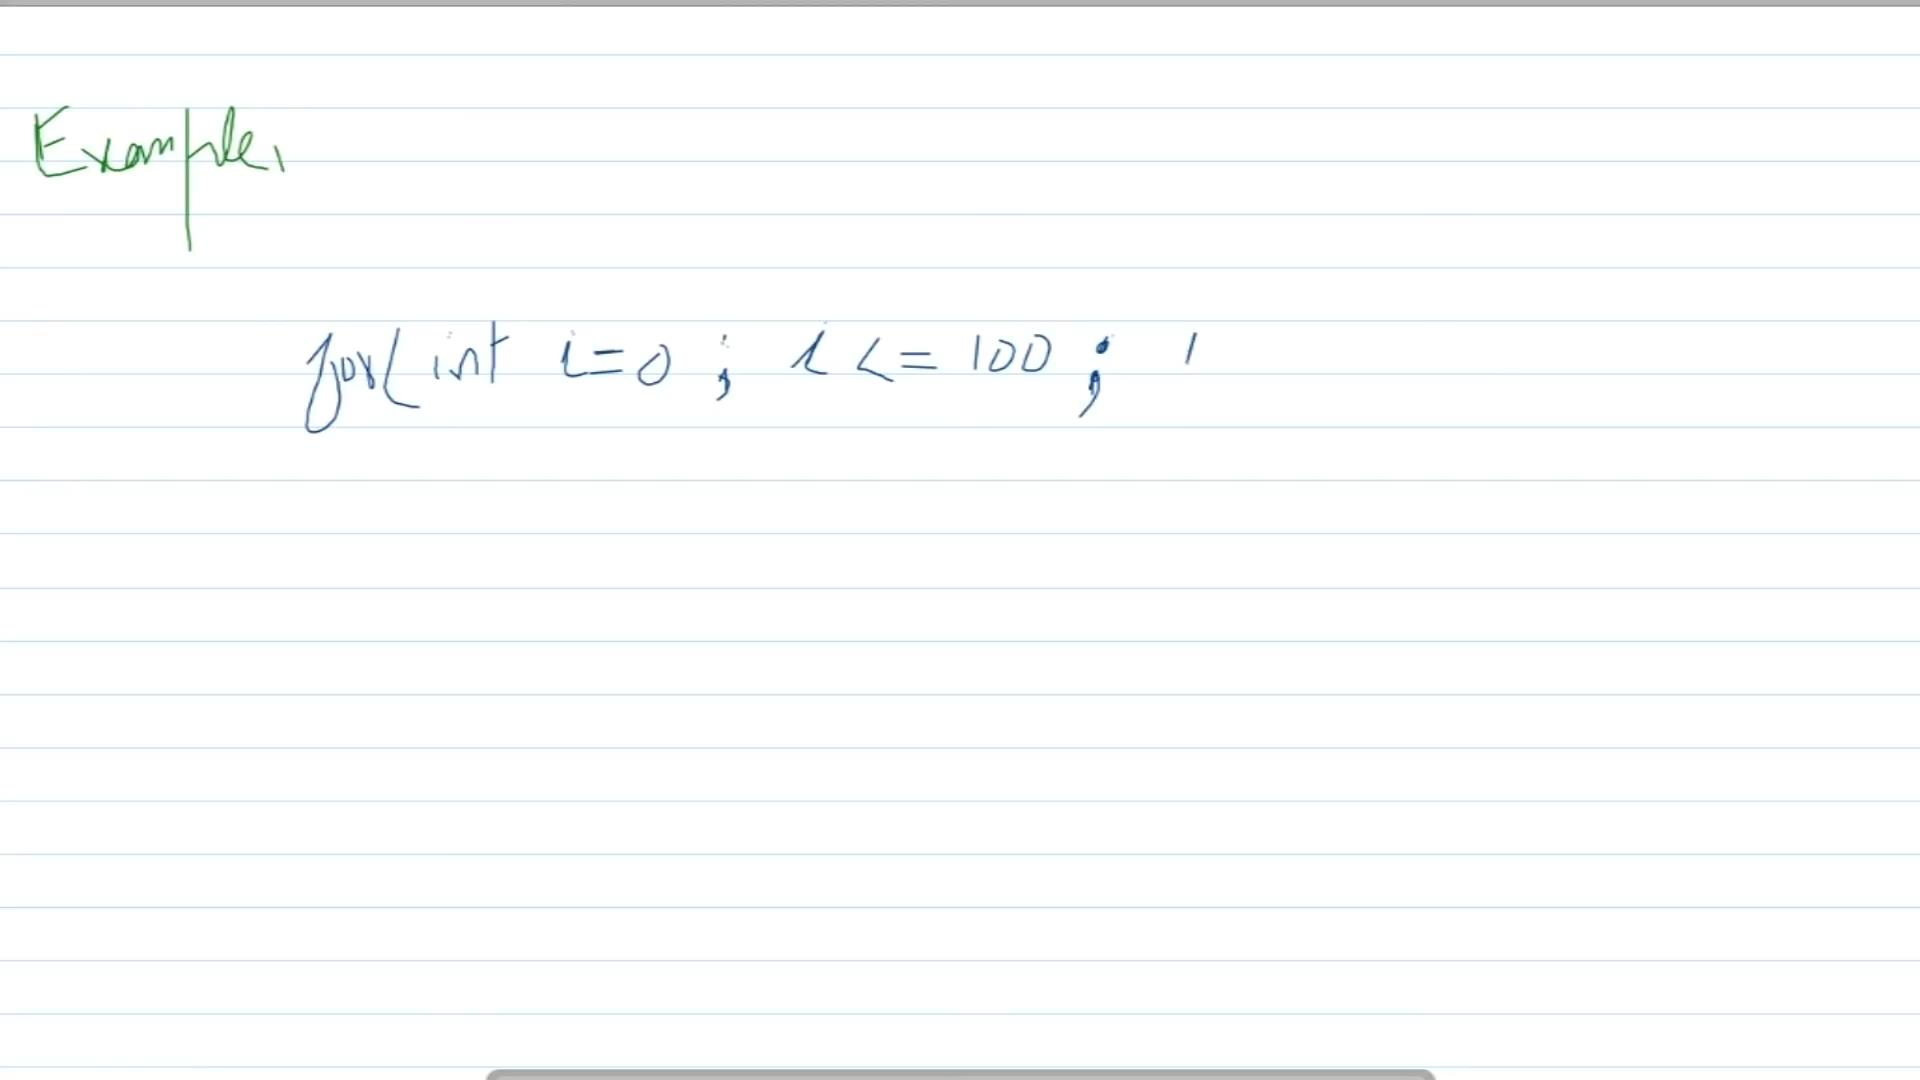 Example,
for( int i=0 ; i <= 100 ;